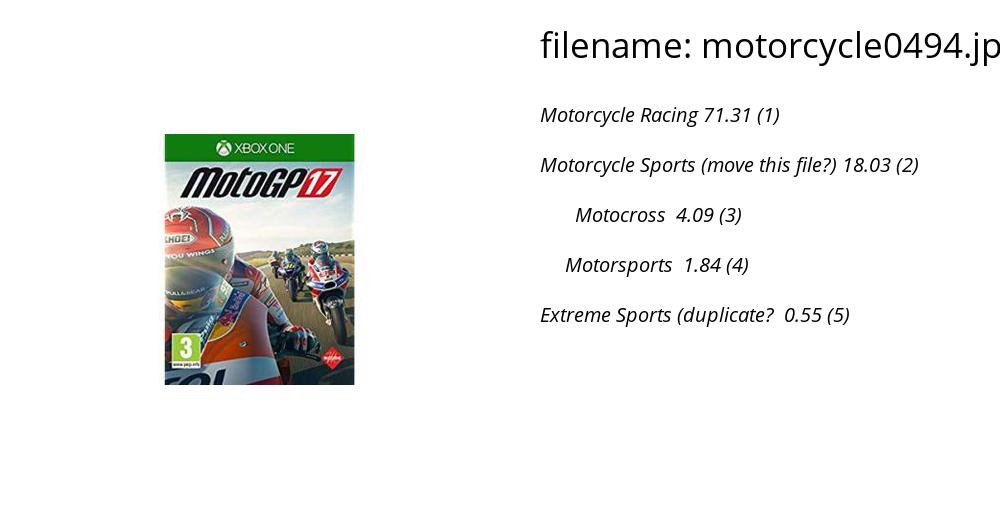 filename: motorcycle0494.jp
Motorcycle Racing 71.31 (1)
Motorcycle Sports (move this file?) 18.03 (2)
Motocross 4.09 (3)
Motorsports 1.84 (4)
Extreme Sports (duplicate? 0.55 (5)
XBOX ONE
MotoGP17
SHOEI
YOU WINGS
3
www.pegi.info